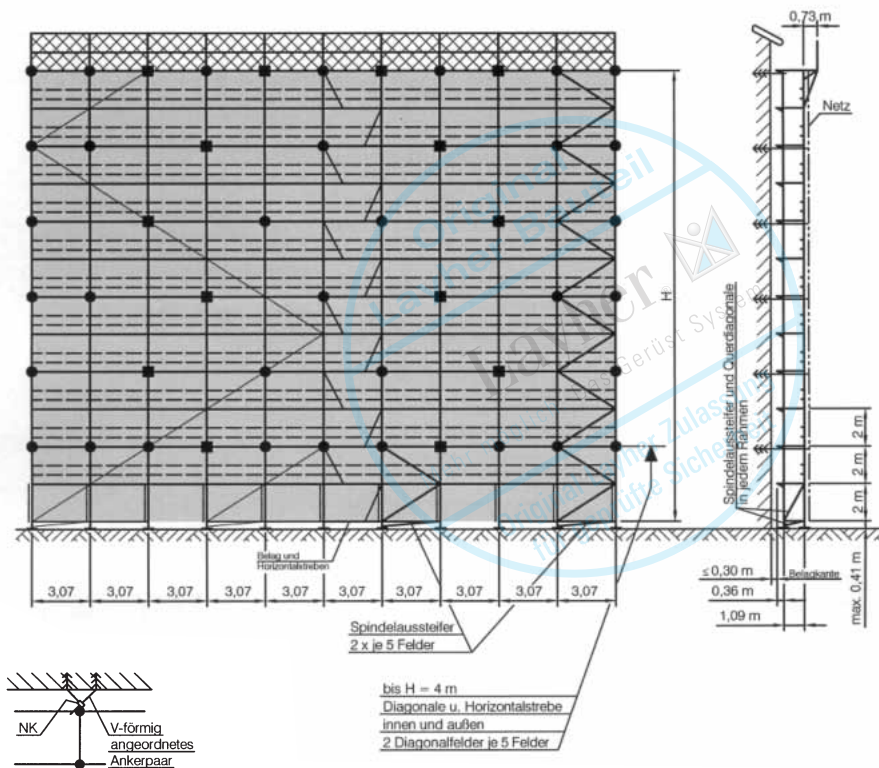 0,73 m
Netz
H
Original
Layher Bauteil
Layher
Das Gerüst System
Original Layher Zulassung
für geprüfte Sicherheit
Spindelaussteifer und Querdiagonale
in jedem Rahmen
2 m
2 m
2 m
max. 0,41 m
Belag und
Horizontalstreben
≤ 0,30 m
Belagkante
0,36 m
1,09 m
3,07 3,07 3,07 3,07 3,07 3,07 3,07 3,07 3,07 3,07
Spindelaussteifer
2 x je 5 Felder
bis H = 4 m
Diagonale u. Horizontalstrebe
innen und außen
2 Diagonalfelder je 5 Felder
NK
V-förmig
angeordnetes
Ankerpaar